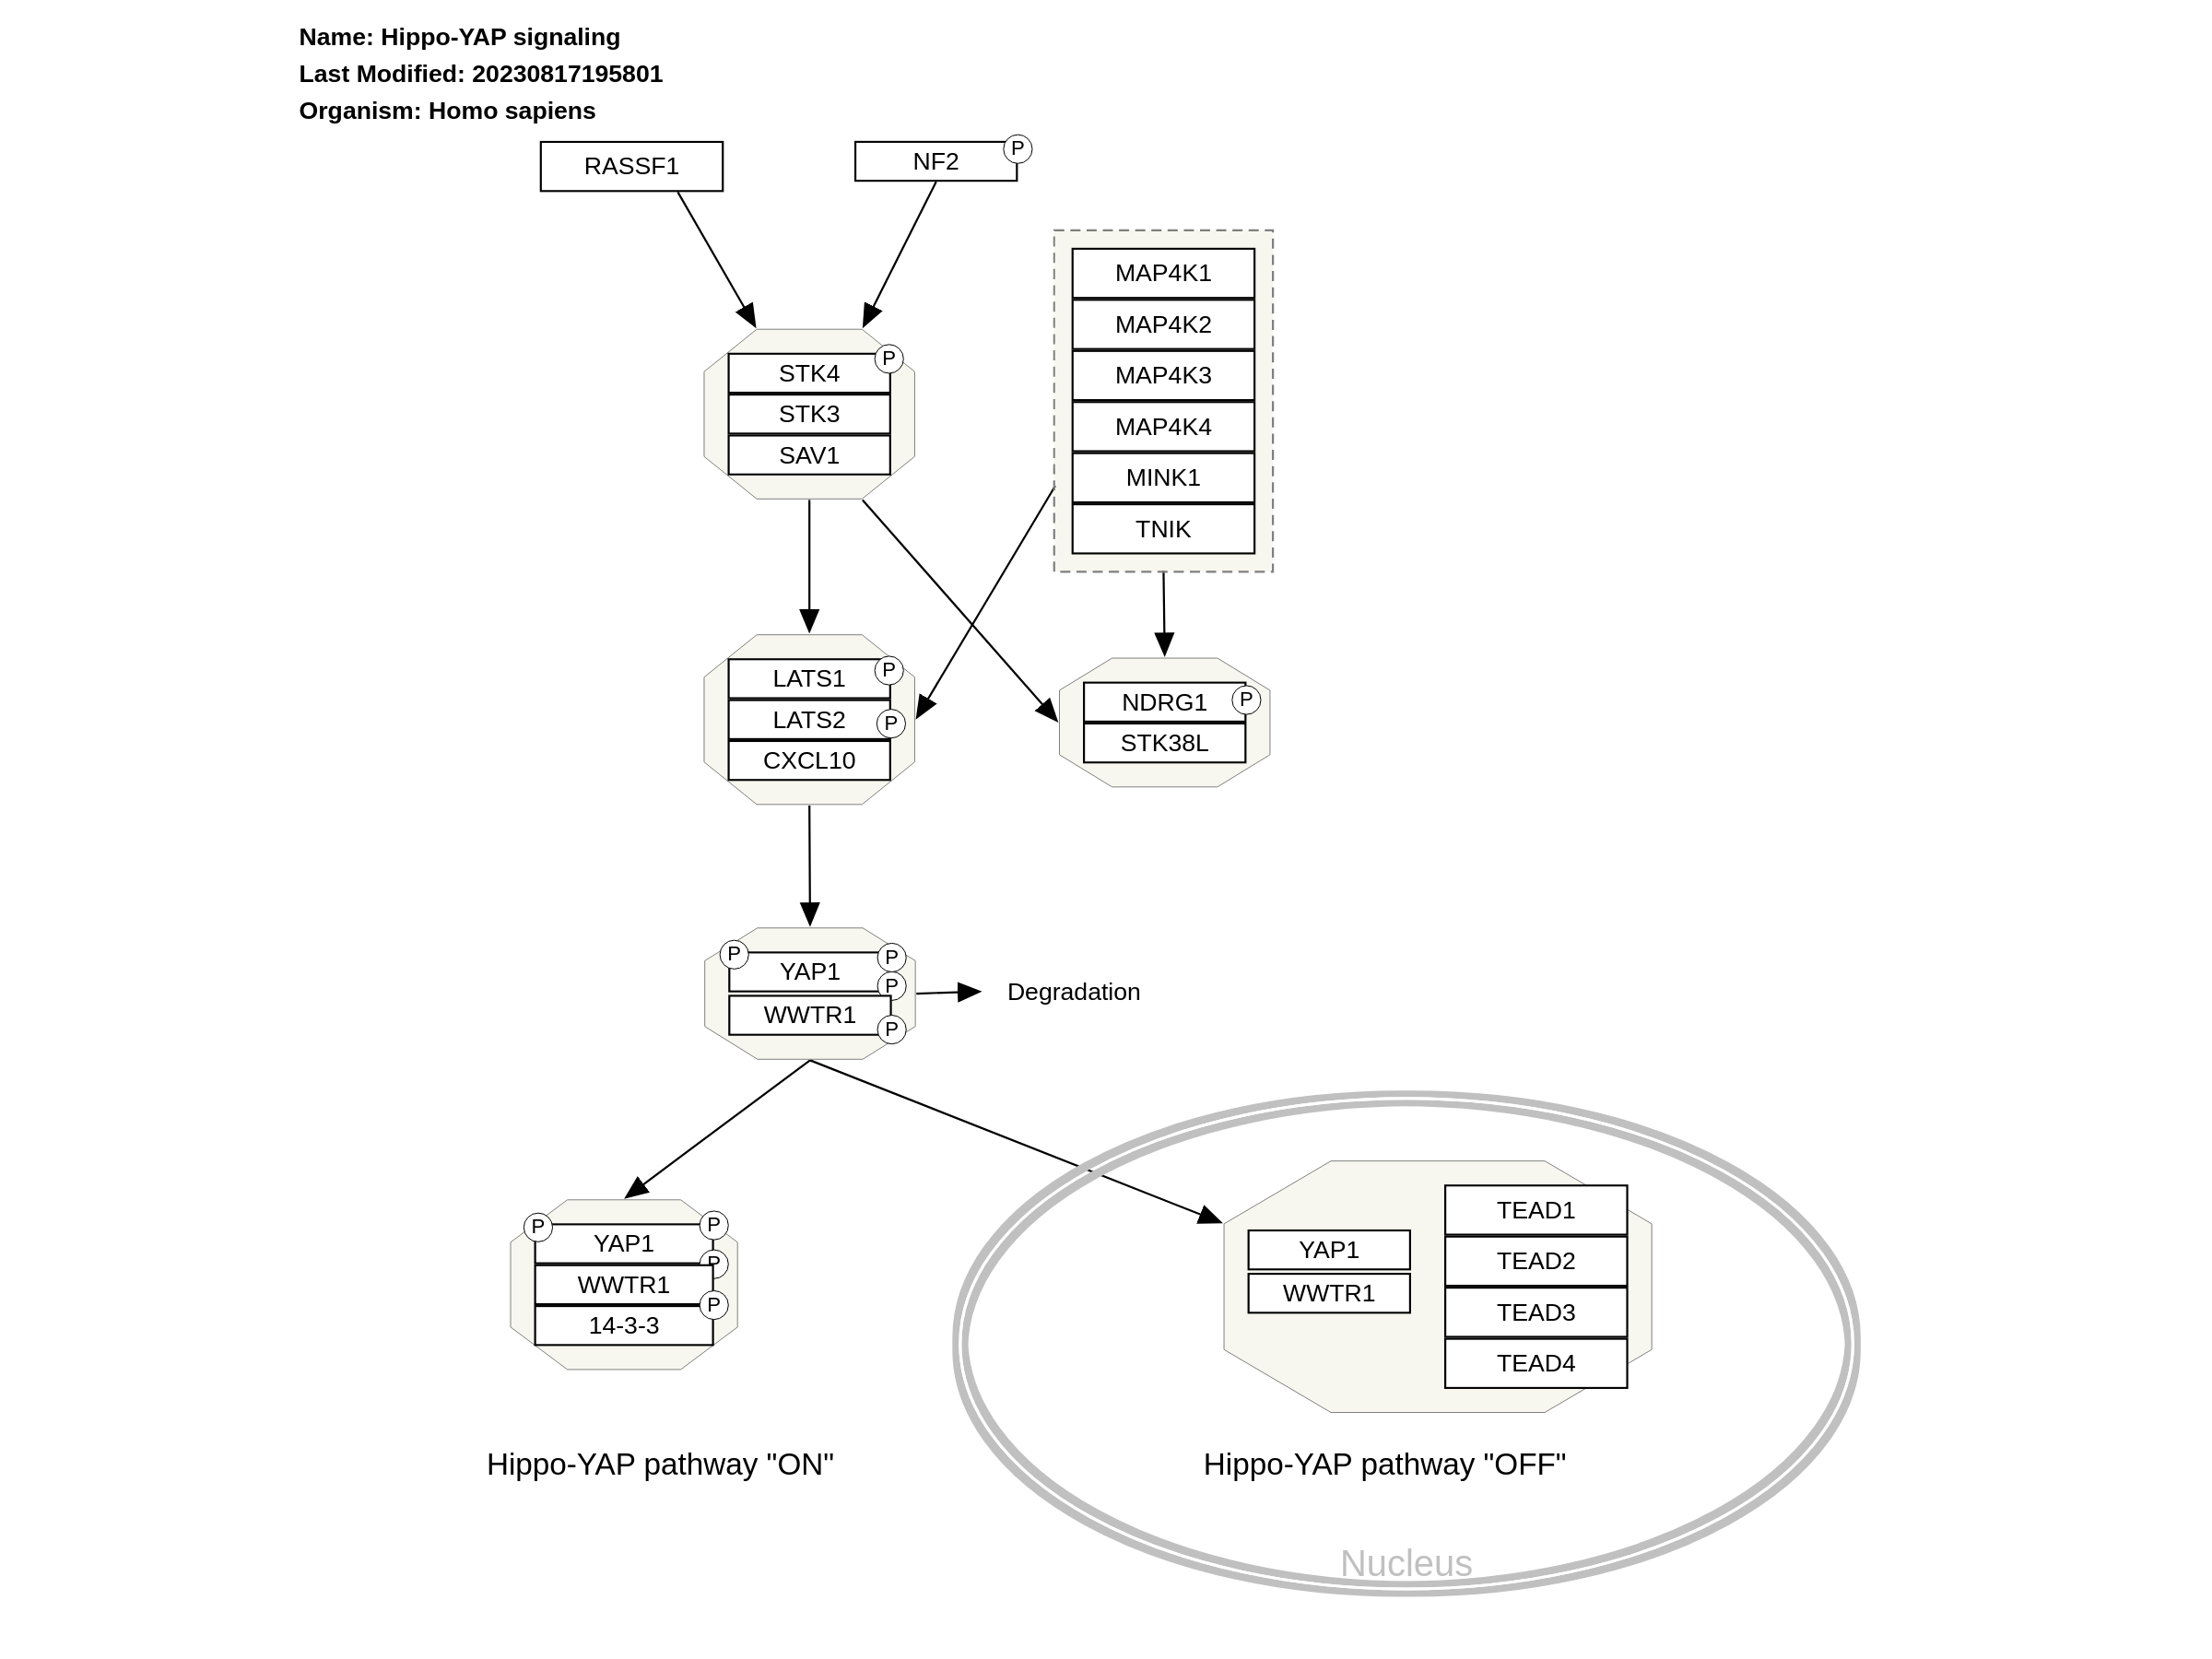 Name: Hippo-YAP signaling
Last Modified: 20230817195801
Organism: Homo sapiens
RASSF1
NF2
P
MAP4K1
MAP4K2
MAP4K3
MAP4K4
MINK1
TNIK
STK4
P
STK3
SAV1
LATS1
P
LATS2
P
CXCL10
NDRG1
P
STK38L
P
YAP1
P
P
WWTR1
P
Degradation
P
YAP1
P
P
WWTR1
P
14-3-3
YAP1
WWTR1
TEAD1
TEAD2
TEAD3
TEAD4
Hippo-YAP pathway "ON"
Hippo-YAP pathway "OFF"
Nucleus